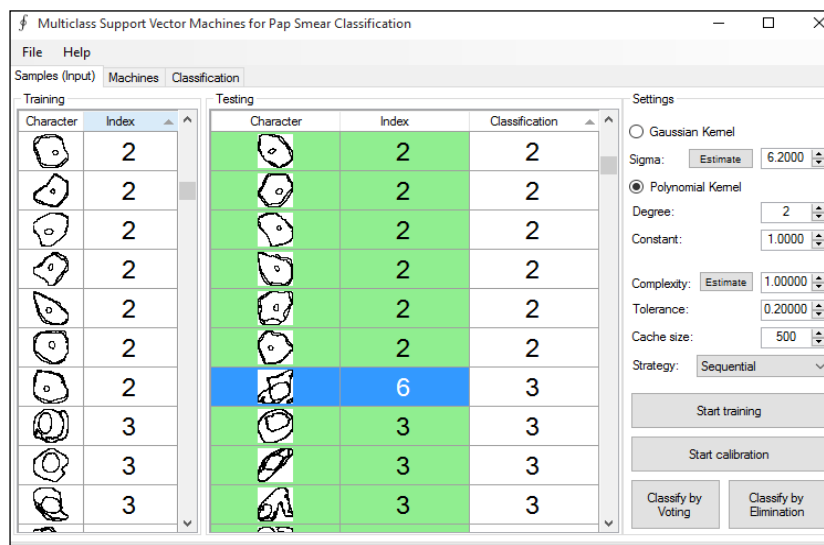 Multiclass Support Vector Machines for Pap Smear Classification
File Help
Samples (Input) Machines Classification
Training
Character Index
2
2
2
2
2
2
2
3
3
3
Testing
Character Index Classification
2 2
2 2
2 2
2 2
2 2
2 2
6 3
3 3
3 3
3 3
Settings
Gaussian Kernel
Sigma: Estimate 6.2000
Polynomial Kernel
Degree: 2
Constant: 1.0000
Complexity: Estimate 1.00000
Tolerance: 0.20000
Cache size: 500
Strategy: Sequential
Start training
Start calibration
Classify by Voting
Classify by Elimination